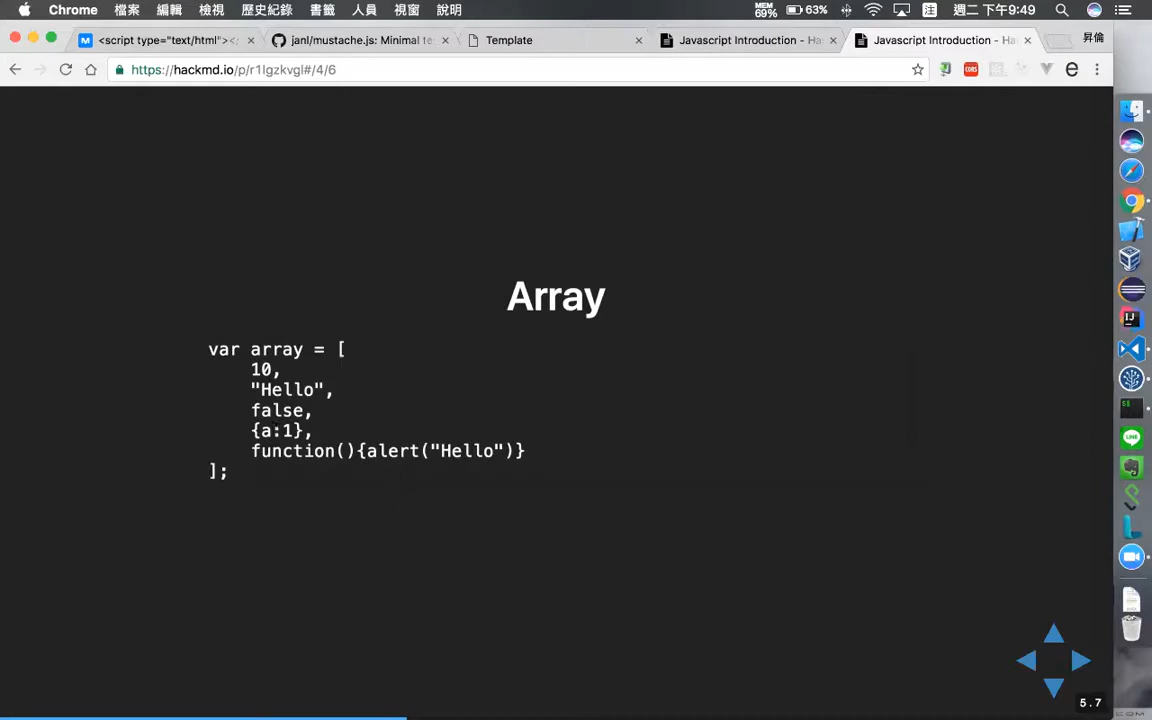 Chrome 檔案 編輯 檢視 歷史紀錄 書籤 人員 視窗 說明 MEM 69% 63% 注 週二 下午9:49
<script type="text/html"></ janl/mustache.js: Minimal te Template Javascript Introduction - Ha Javascript Introduction - Ha 昇倫
https://hackmd.io/p/r1lgzkvgl#/4/6
Array
var array = [
10,
"Hello",
false,
{a:1},
function(){alert("Hello")}
];
5.7